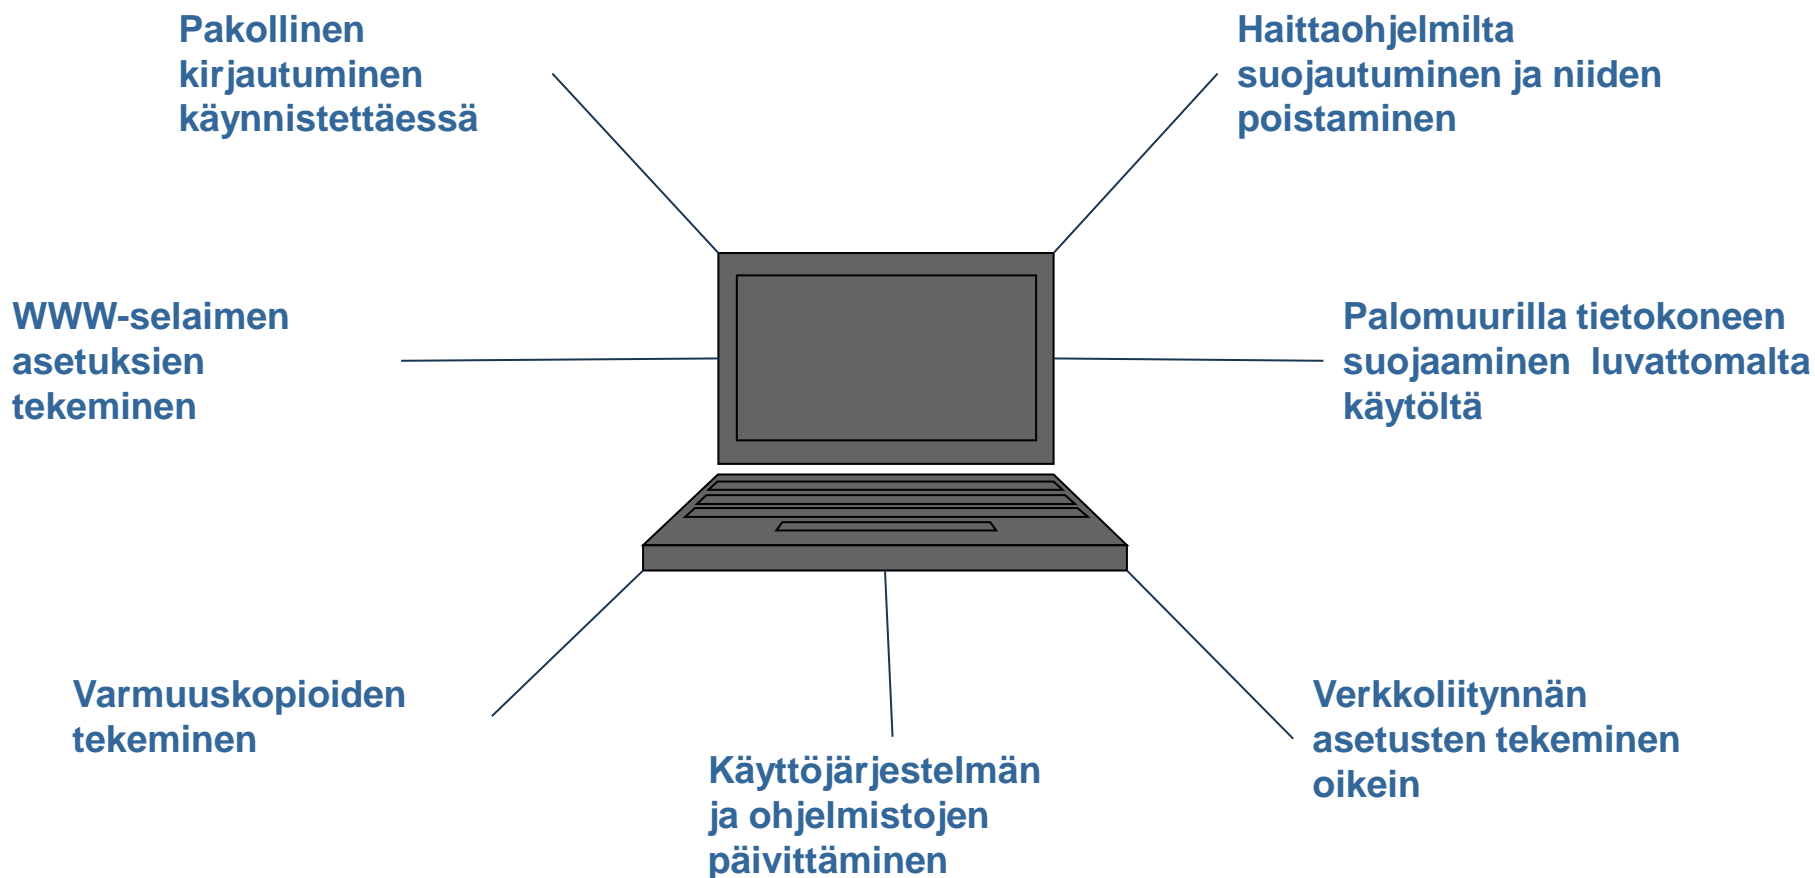 Pakollinen
kirjautuminen
käynnistettäessä
Haittaohjelmilta
suojautuminen ja niiden
poistaminen
WWW-selaimen
asetuksien
tekeminen
Palomuurilla tietokoneen
suojaaminen  luvattomalta
käytöltä
Varmuuskopioiden
tekeminen
Käyttöjärjestelmän
ja ohjelmistojen
päivittäminen
Verkkoliitynnän
asetusten tekeminen
oikein